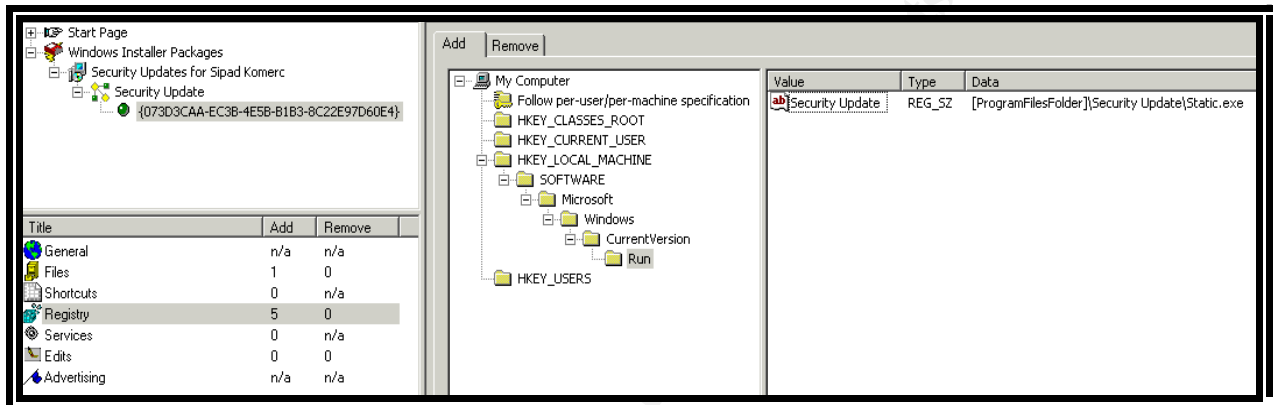 Start Page
Windows Installer Packages
Security Updates for Sipad Komerc
Security Update
{073D3CAA-EC3B-4E5B-B1B3-8C22E97D60E4}
Title Add Remove
General n/a n/a
Files 1 0
Shortcuts 0 n/a
Registry 5 0
Services 0 n/a
Edits 0 0
Advertising n/a n/a
Add Remove
My Computer
Follow per-user/per-machine specification
HKEY_CLASSES_ROOT
HKEY_CURRENT_USER
HKEY_LOCAL_MACHINE
SOFTWARE
Microsoft
Windows
CurrentVersion
Run
HKEY_USERS
Value Type Data
ab Security Update REG_SZ [ProgramFilesFolder]\Security Update\Static.exe